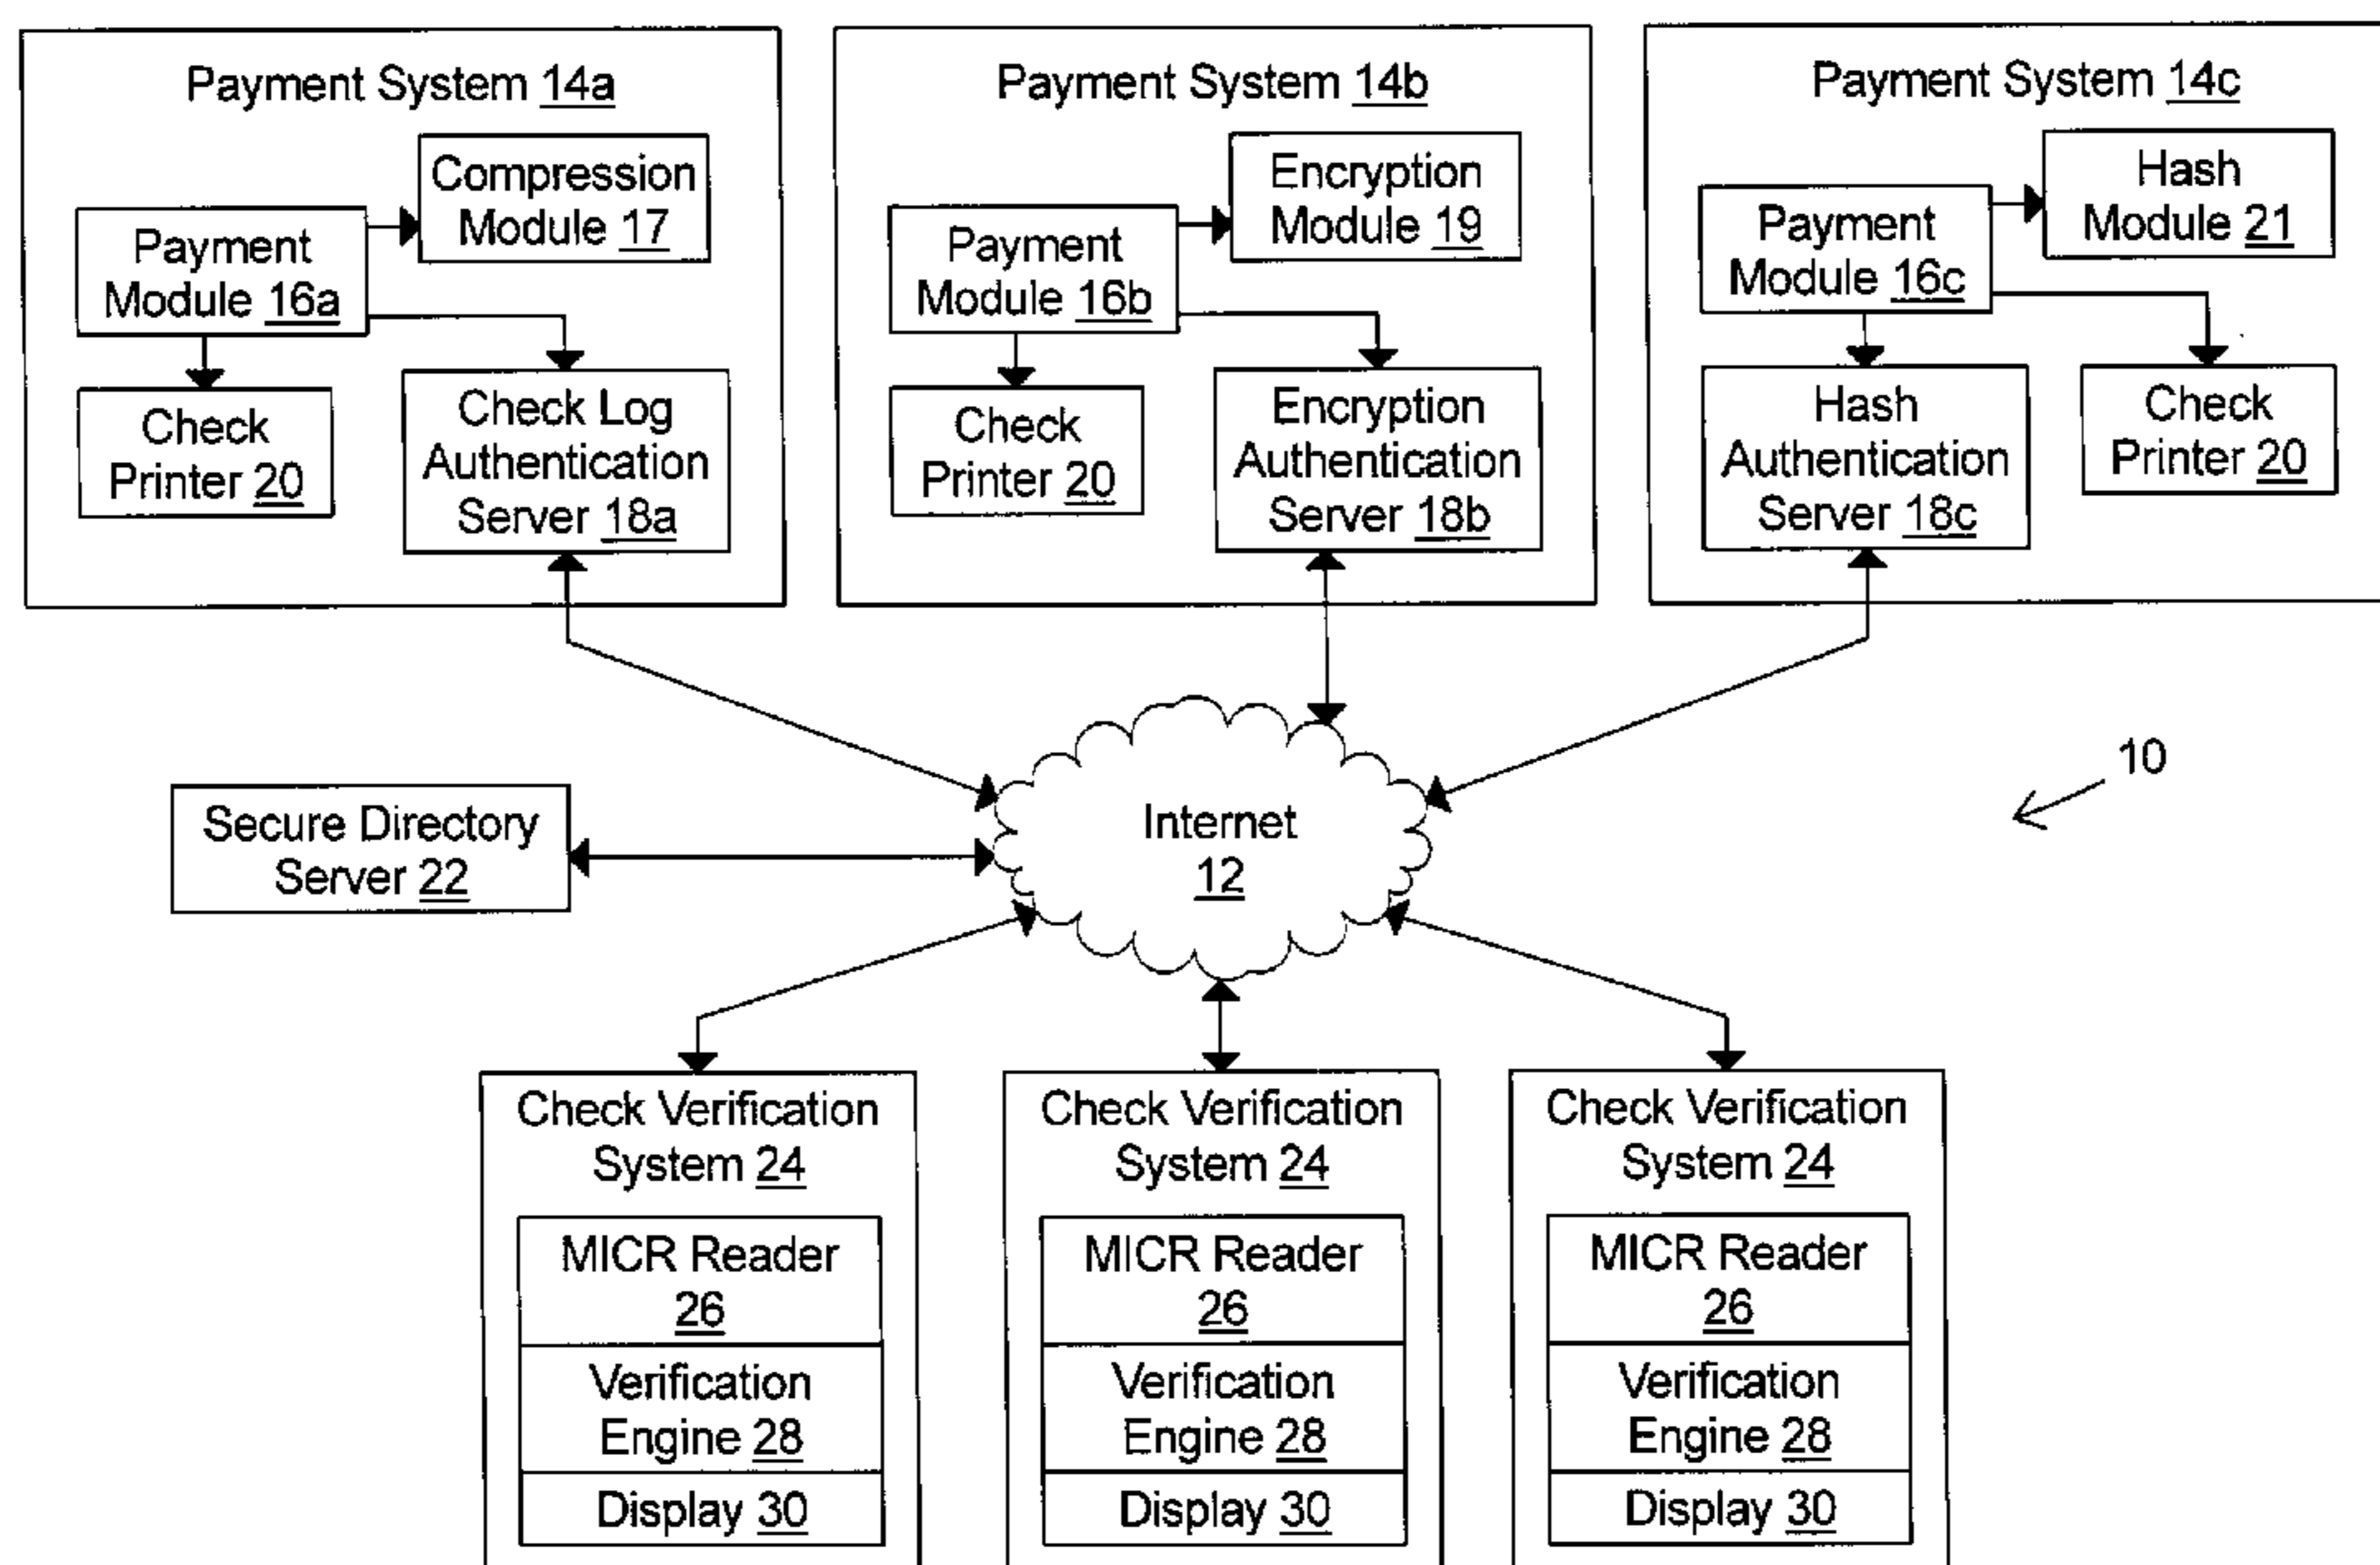 Payment System 14a
Compression
Module 17
Payment
Module 16a
Check
Printer 20
Check Log
Authentication
Server 18a
Payment System 14b
Encryption
Module 19
Payment
Module 16b
Check
Printer 20
Encryption
Authentication
Server 18b
Payment System 14c
Hash
Module 21
Payment
Module 16c
Hash
Authentication
Server 18c
Check
Printer 20
10
Internet
12
Secure Directory
Server 22
Check Verification
System 24
MICR Reader
26
Verification
Engine 28
Display 30
Check Verification
System 24
MICR Reader
26
Verification
Engine 28
Display 30
Check Verification
System 24
MICR Reader
26
Verification
Engine 28
Display 30